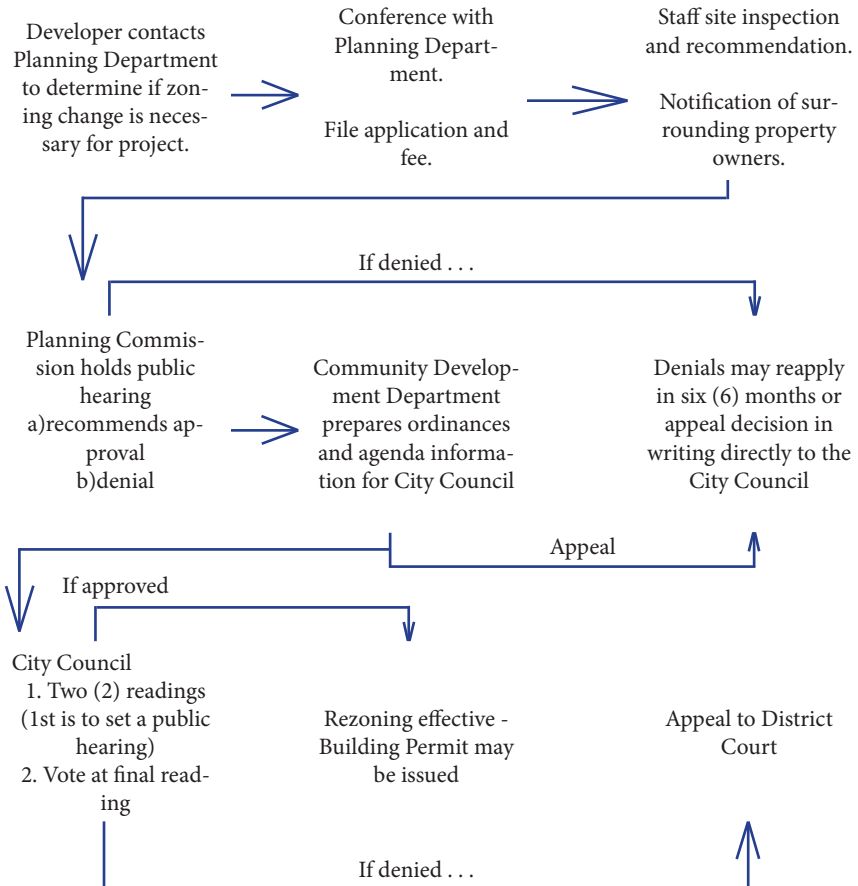 Developer contacts
Planning Department
to determine if zon-
ing change is neces-
sary for project.
Conference with
Planning Depart-
ment.
File application and
fee.
Staff site inspection
and recommendation.
Notification of sur-
rounding property
owners.
If denied . . .
Planning Commis-
sion holds public
hearing
a)recommends ap-
proval
b)denial
Community Develop-
ment Department
prepares ordinances
and agenda informa-
tion for City Council
Denials may reapply
in six (6) months or
appeal decision in
writing directly to the
City Council
Appeal
If approved
City Council
1. Two (2) readings
(1st is to set a public
hearing)
2. Vote at final read-
ing
Rezoning effective -
Building Permit may
be issued
Appeal to District
Court
If denied . . .